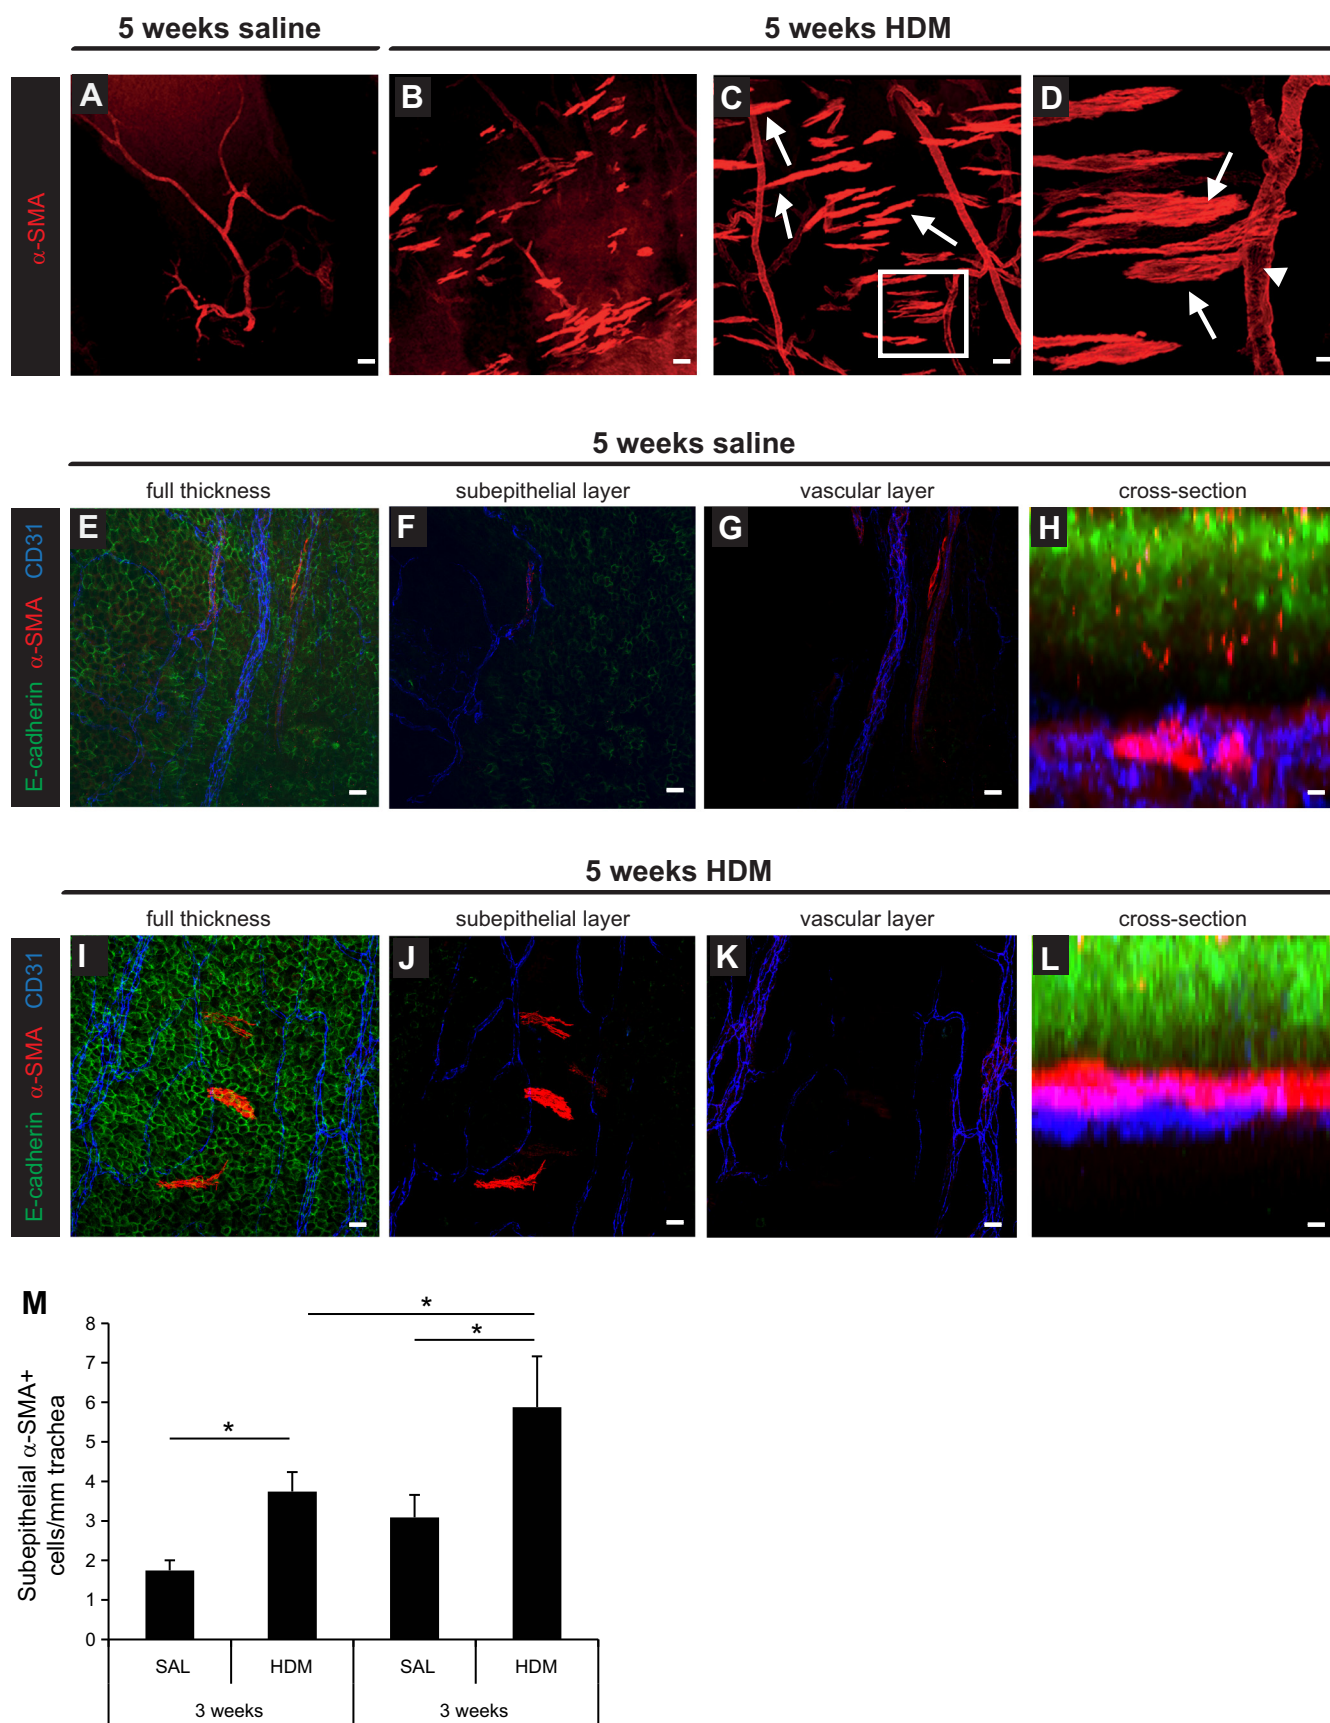 5 weeks saline
5 weeks HDM
α-SMA
A
B
C
D
5 weeks saline
full thickness
subepithelial layer
vascular layer
cross-section
E-cadherin α-SMA CD31
E
F
G
H
5 weeks HDM
full thickness
subepithelial layer
vascular layer
cross-section
E-cadherin α-SMA CD31
I
J
K
L
M
Subepithelial α-SMA+
cells/mm trachea
8
7
6
5
4
3
2
1
0
*
*
*
SAL
HDM
SAL
HDM
3 weeks
3 weeks